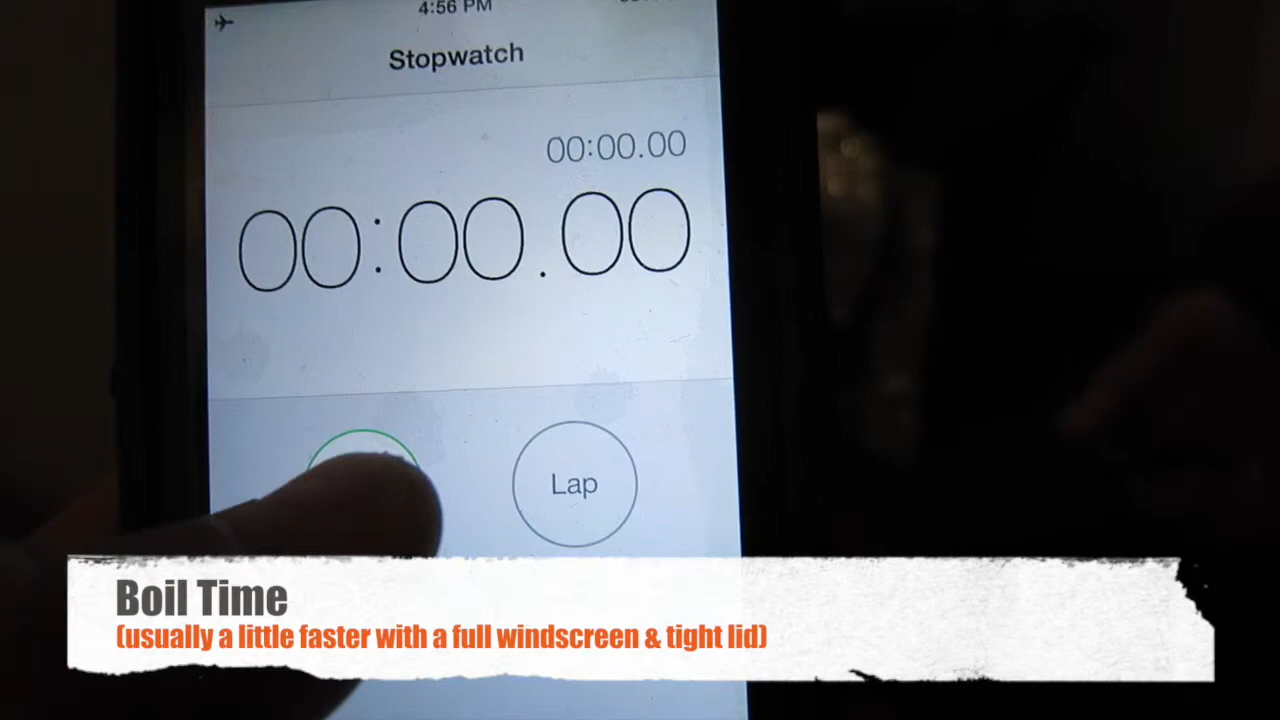 4:56 PM
Stopwatch
00:00.00
00:00.00
Lap
Boil Time
(usually a little faster with a full windscreen & tight lid)